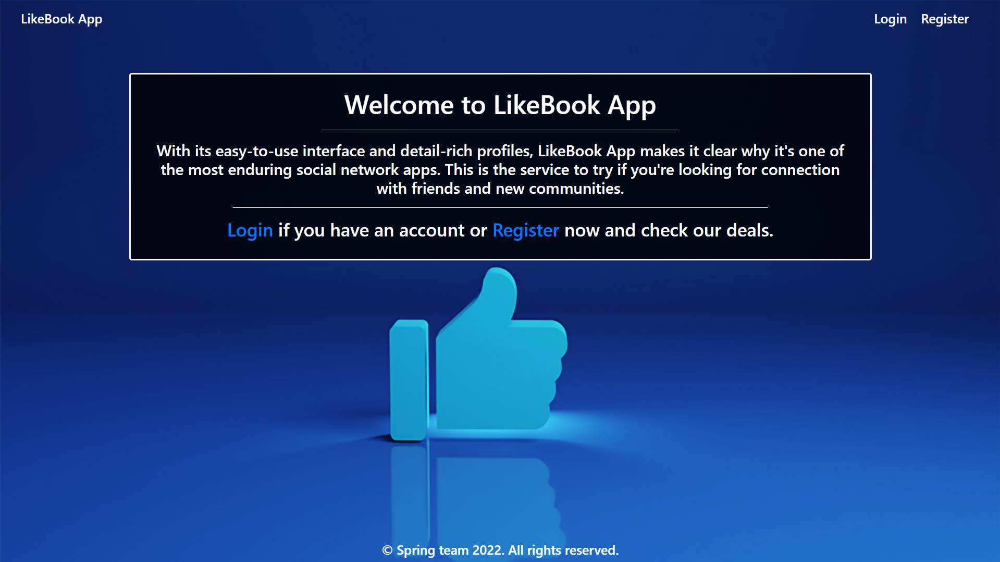 LikeBook App
Login Register
Welcome to LikeBook App
With its easy-to-use interface and detail-rich profiles, LikeBook App makes it clear why it's one of
the most enduring social network apps. This is the service to try if you're looking for connection
with friends and new communities.
Login if you have an account or Register now and check our deals.
© Spring team 2022. All rights reserved.